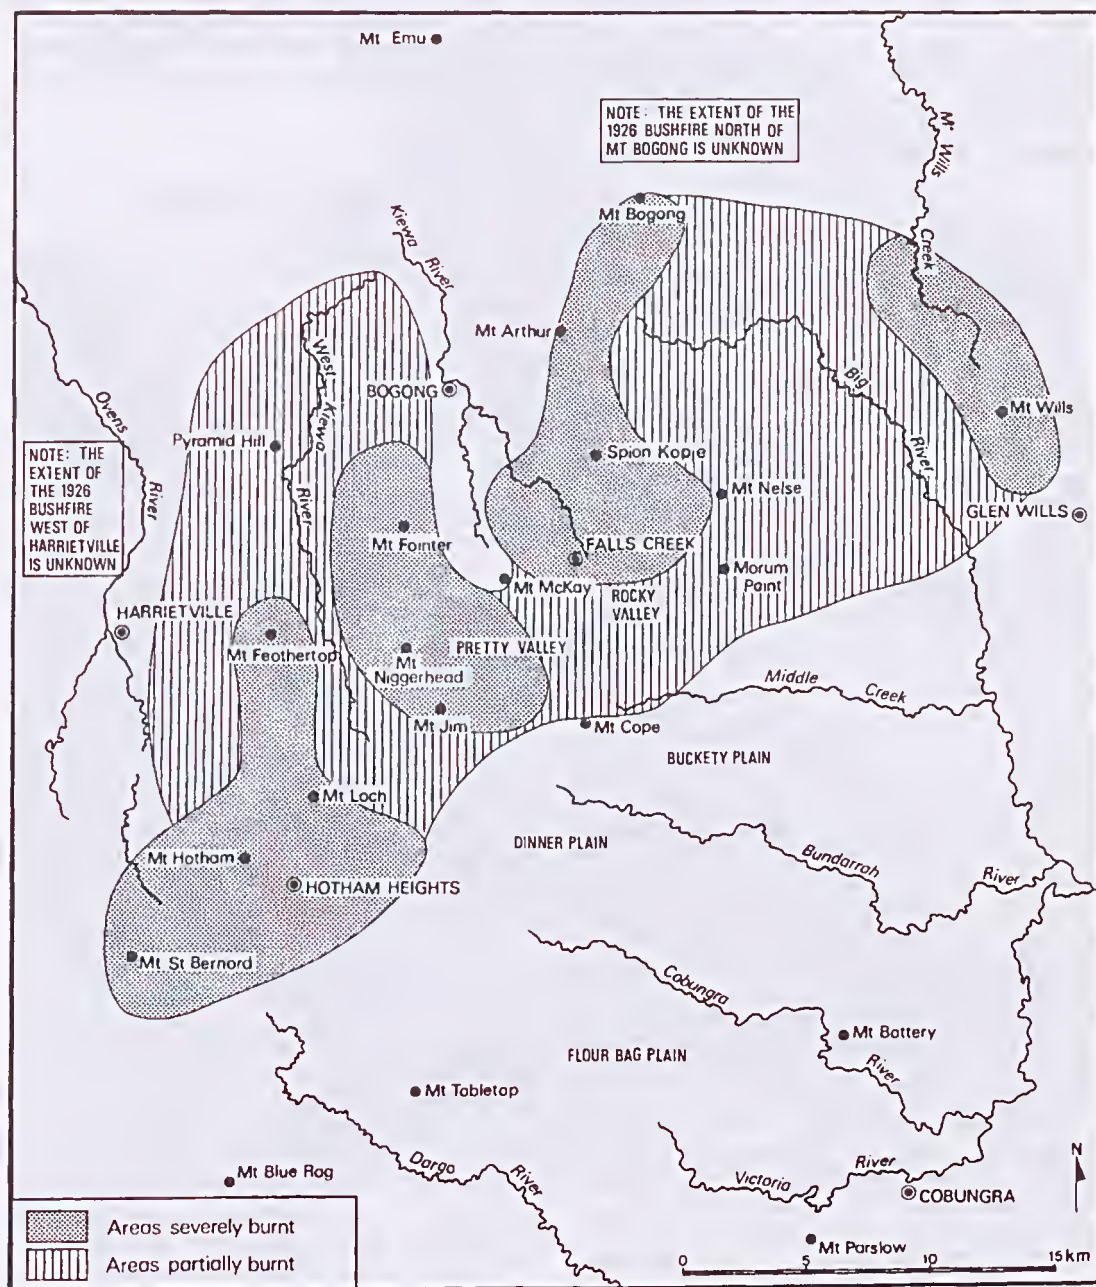 Mt Emu
NOTE: THE EXTENT OF THE
1926 BUSHFIRE NORTH OF
MT BOGONG IS UNKNOWN
Mt Wills
Creek
Mt Bogong
Kiewa
River
Mt Arthur
West
Kiewa
River
BOGONG
Big
River
Mt Wills
Ovens
River
Pyramid Hill
Spion Kopje
NOTE: THE
EXTENT OF
THE 1926
BUSHFIRE
WEST OF
HARRIETVILLE
IS UNKNOWN
Mt Nelse
GLEN WILLS
Mt Fainter
FALLS CREEK
Mt McKay
ROCKY
VALLEY
Morum
Paint
HARRIETVILLE
Mt Feathertop
Mt
Niggerhead
PRETTY VALLEY
Middle
Creek
Mt Jim
Mt Cope
BUCKETY PLAIN
Mt Loch
DINNER PLAIN
Mt Hotham
HOTHAM HEIGHTS
Bundarrah
River
Mt St Bernard
Cobungra
River
Mt Battery
FLOUR BAG PLAIN
Mt Tabletop
Dargo
River
Mt Blue Rag
Victoria
River
COBUNGRA
N
Mt Parslow
Areas severely burnt
Areas partially burnt
0 5 10 15 km